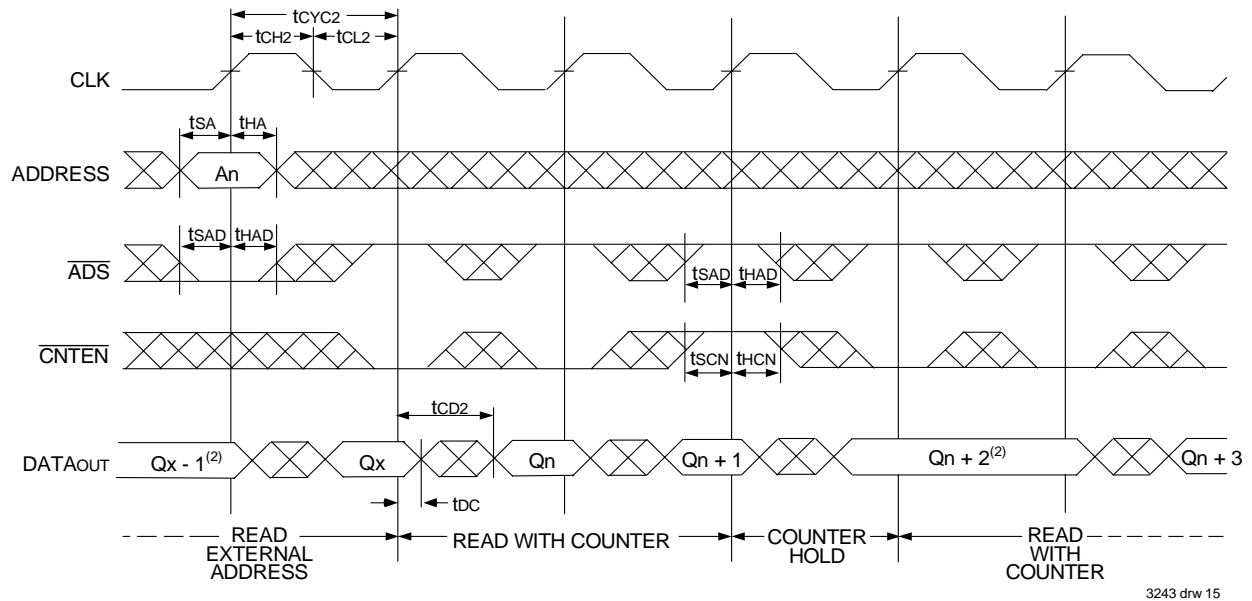 tCYC2
tCH2 tCL2
CLK
tSA tHA
ADDRESS An
tSAD tHAD
ADS
tSAD tHAD
CNTEN
tSCN tHCN
tCD2
DATAOUT Qx - 1(2) Qx Qn Qn + 1 Qn + 2(2) Qn + 3
tDC
READ EXTERNAL ADDRESS
READ WITH COUNTER
COUNTER HOLD
READ WITH COUNTER
3243 drw 15